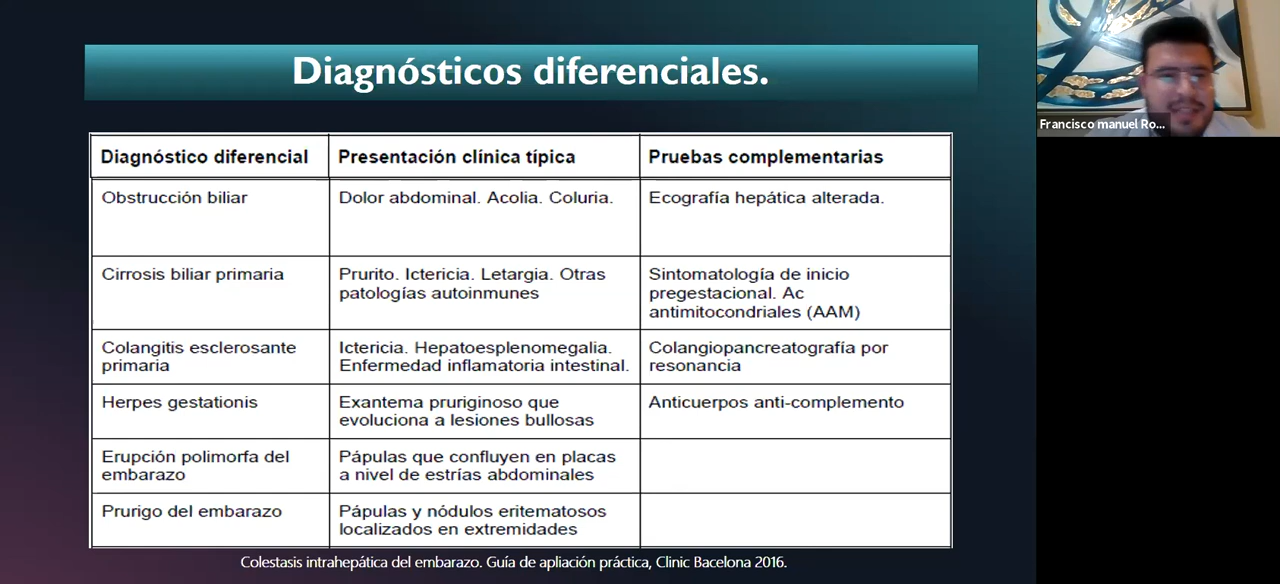 Diagnósticos diferenciales.
Francisco manuel Ro...
Diagnóstico diferencial
Presentación clínica típica
Pruebas complementarias
Obstrucción biliar
Dolor abdominal. Acolia. Coluria.
Ecografía hepática alterada.
Cirrosis biliar primaria
Prurito. Ictericia. Letargia. Otras
patologías autoinmunes
Sintomatología de inicio
pregestacional. Ac
antimitocondriales (AAM)
Colangitis esclerosante
primaria
Ictericia. Hepatoesplenomegalia.
Enfermedad inflamatoria intestinal.
Colangiopancreatografía por
resonancia
Herpes gestationis
Exantema pruriginoso que
evoluciona a lesiones bullosas
Anticuerpos anti-complemento
Erupción polimorfa del
embarazo
Pápulas que confluyen en placas
a nivel de estrías abdominales
Prurigo del embarazo
Pápulas y nódulos eritematosos
localizados en extremidades
Colestasis intrahepática del embarazo. Guía de apliación práctica, Clinic Bacelona 2016.